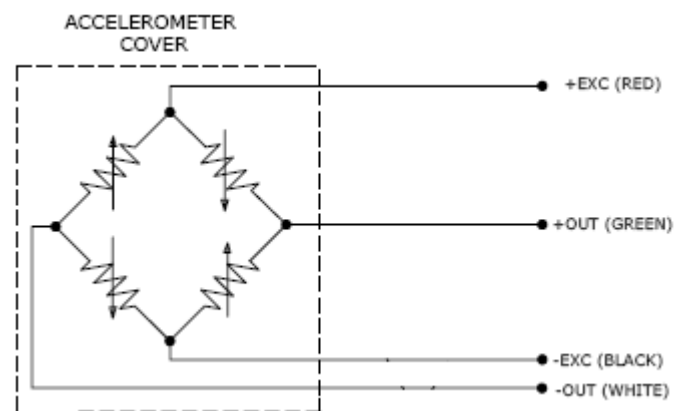 ACCELEROMETER
COVER
+EXC (RED)
+OUT (GREEN)
-EXC (BLACK)
-OUT (WHITE)